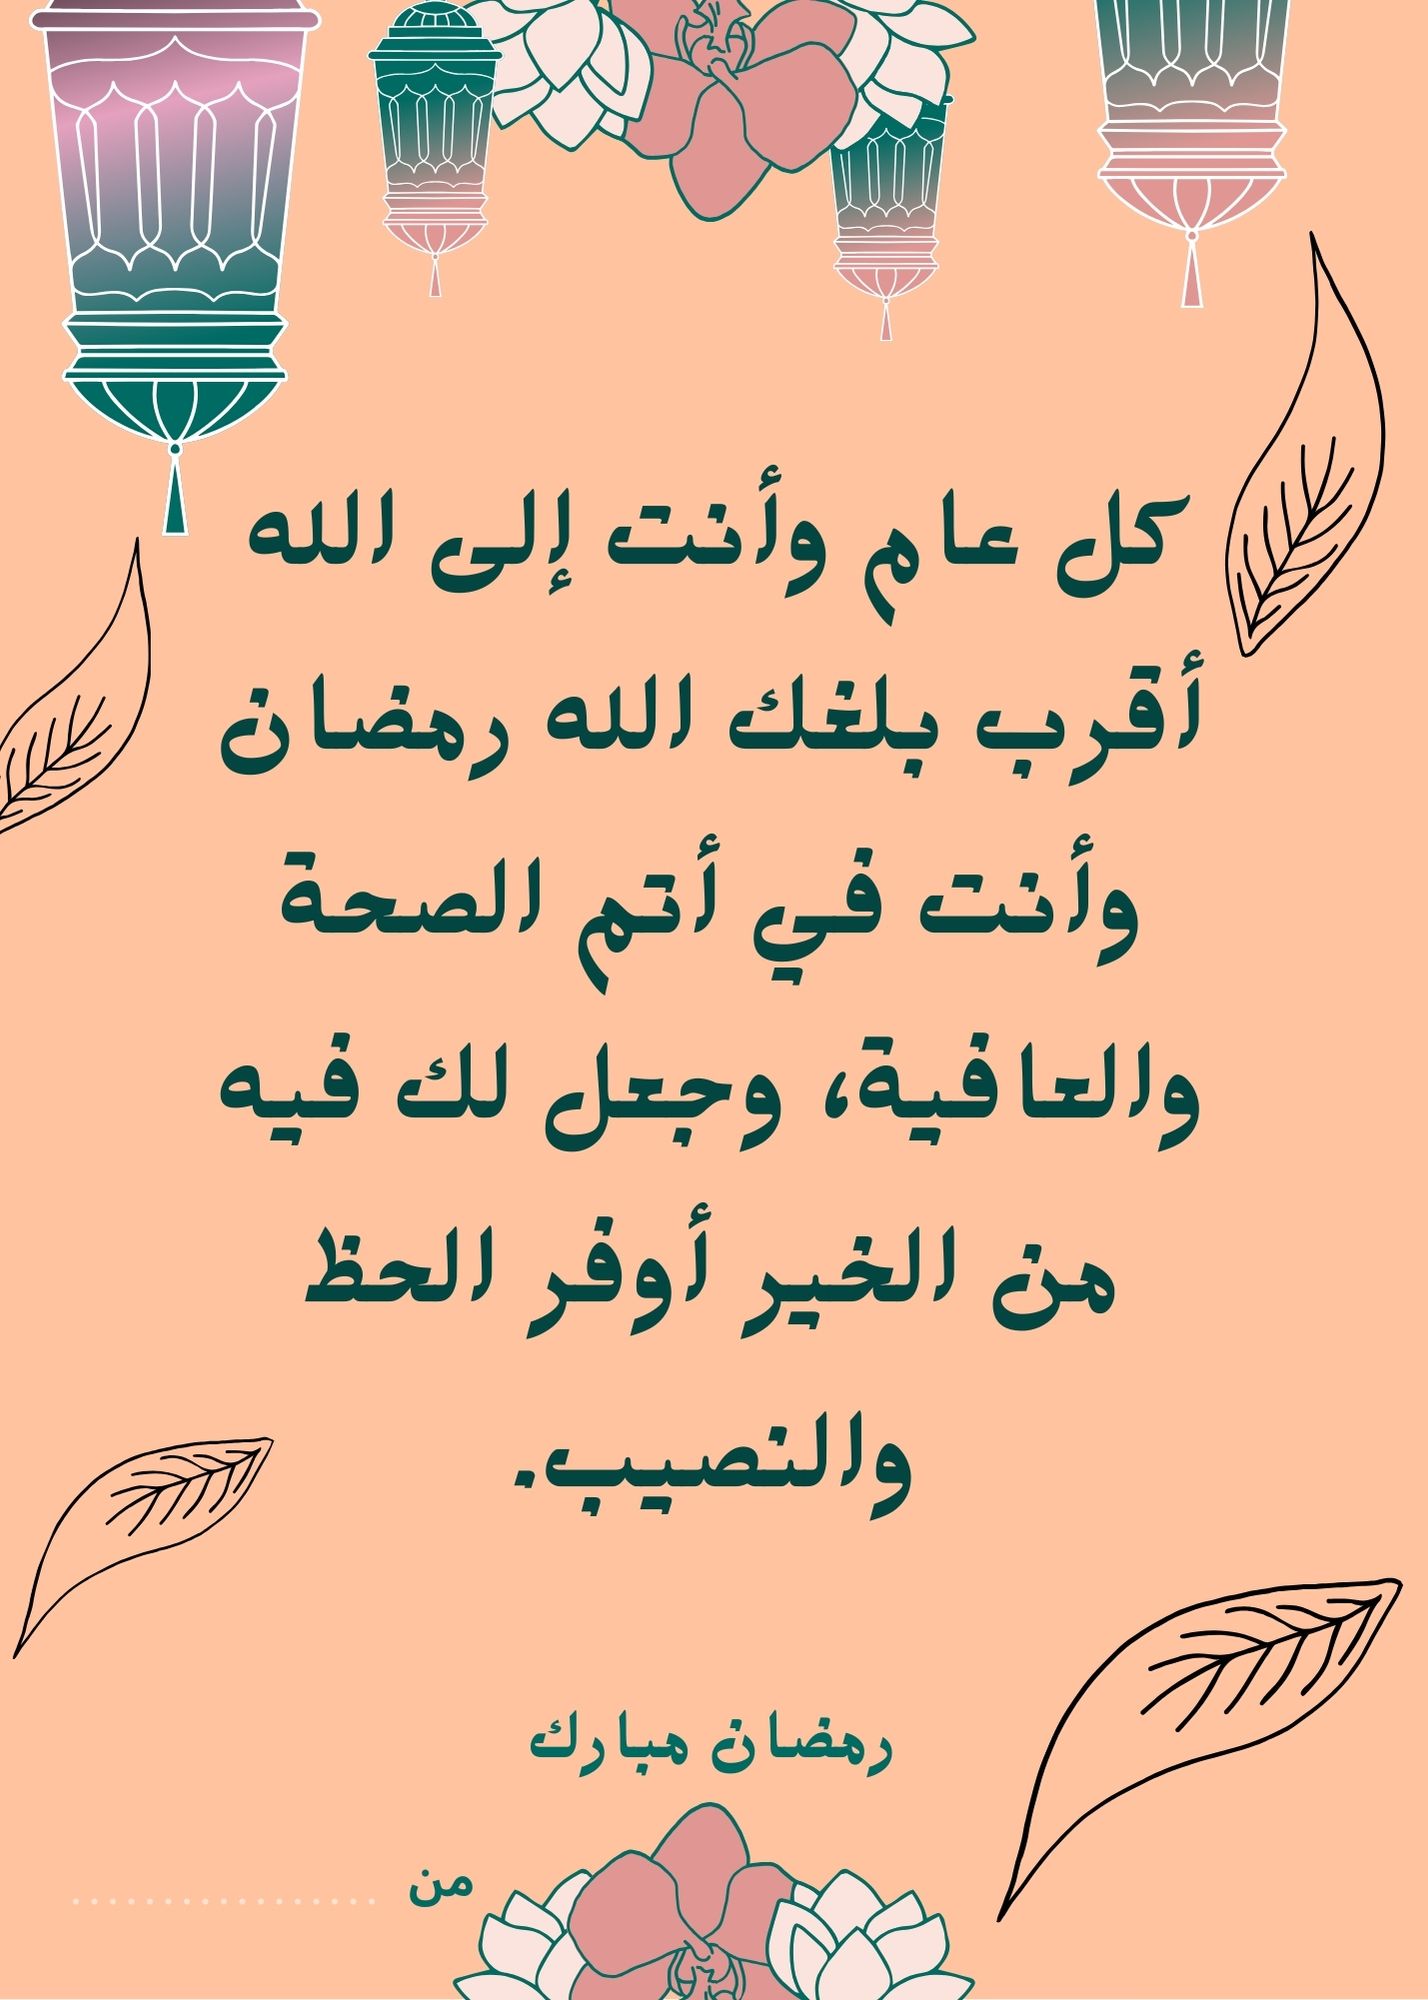 كل عام وأنت إلى الله
أقرب بلغك الله رمضان
وأنت في أتم الصحة
والعافية، وجعل لك فيه
من الخير أوفر الحظ
والنصيب.
رمضان مبارك
من ..................